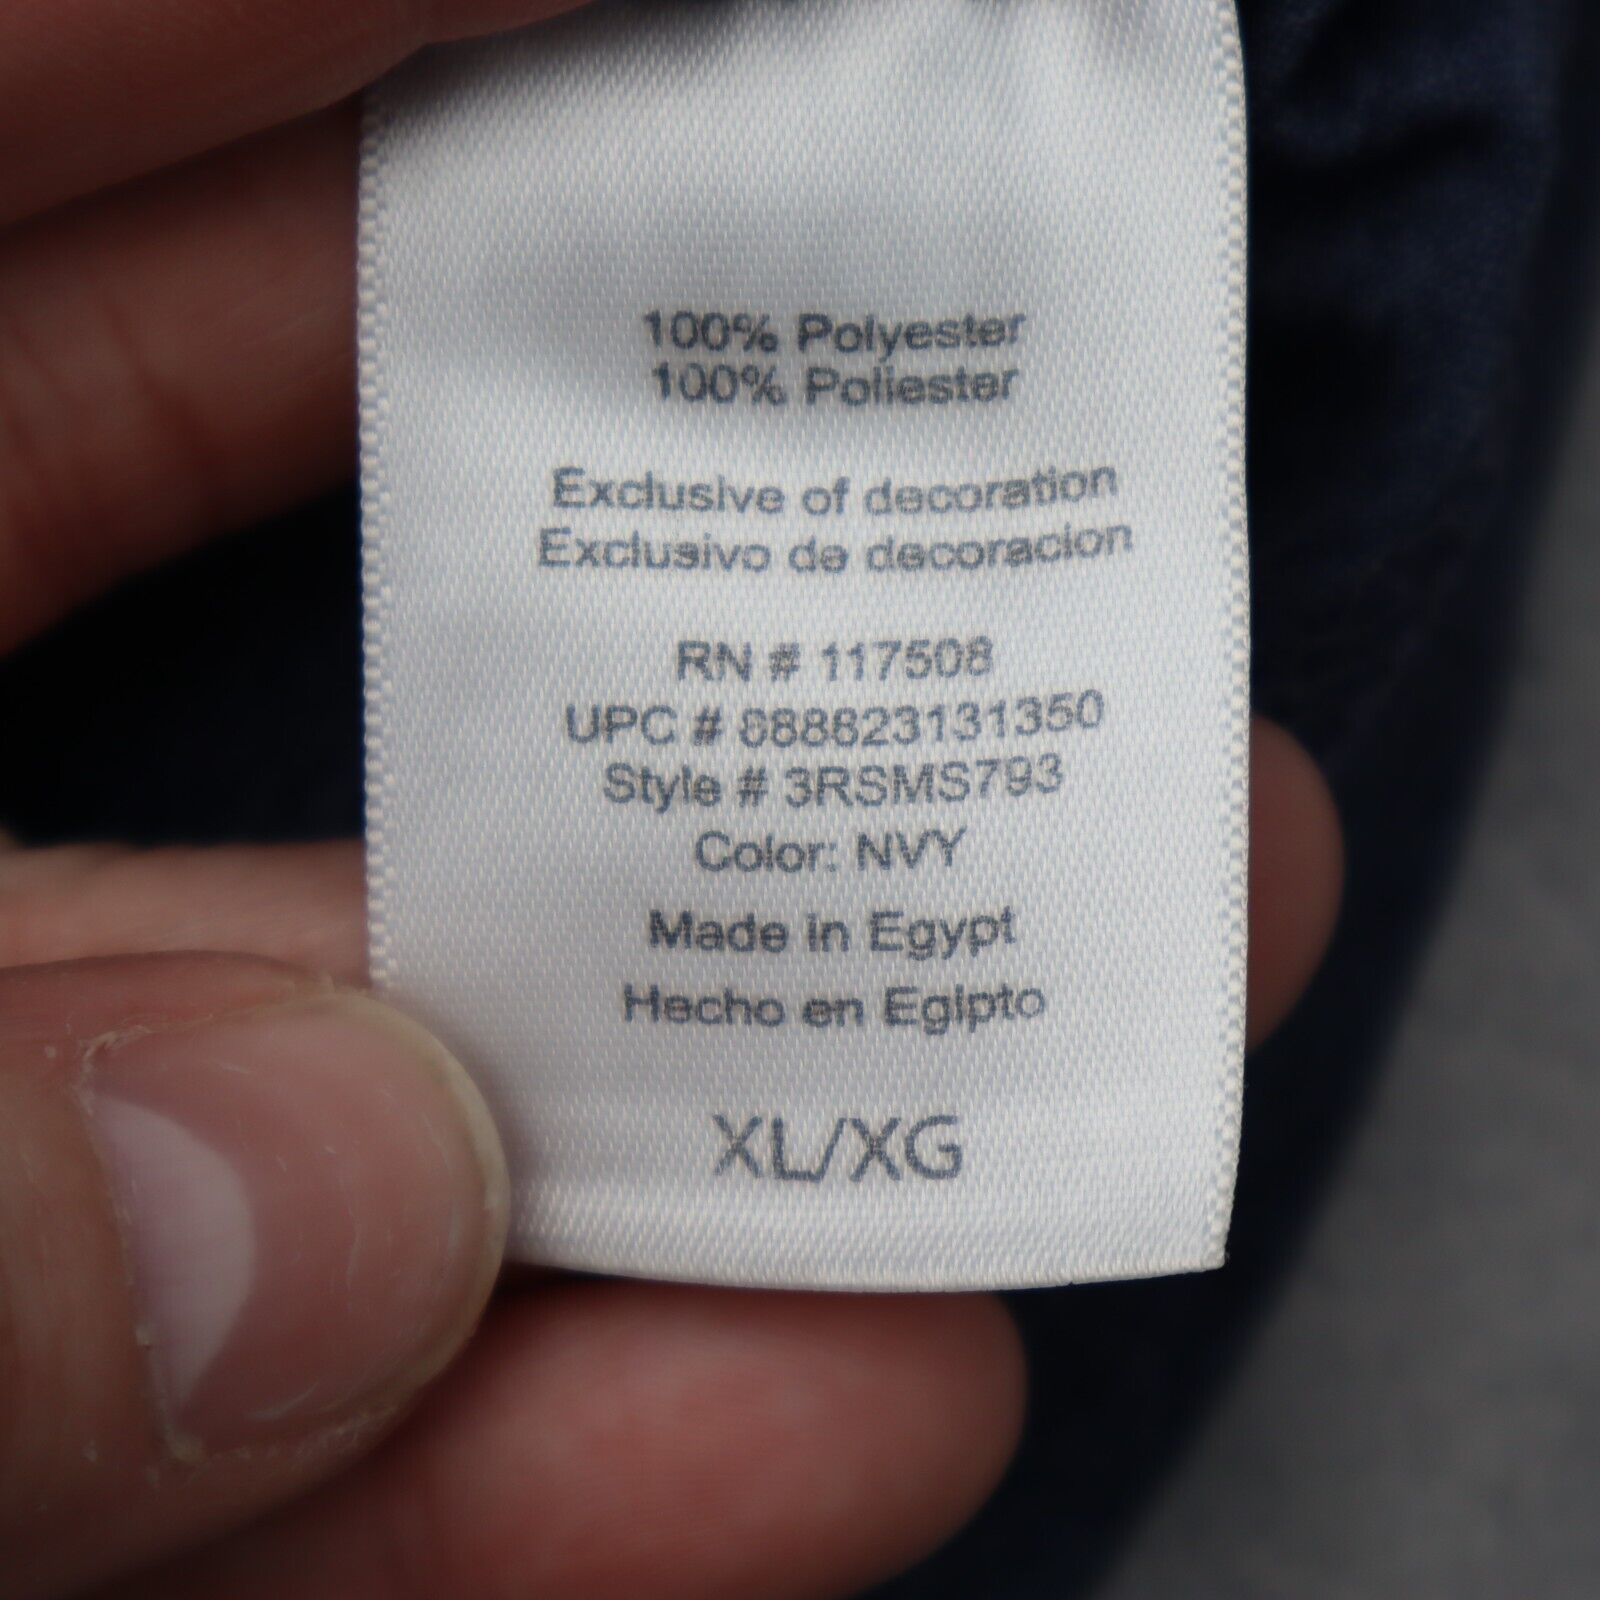 100% Polyester
100% Poliester
Exclusive of decoration
Exclusivo de decoracion
RN # 117508
UPC # 888823131350
Style # 3RSMS793
Color: NVY
Made in Egypt
Hecho en Egipto
XL/XG